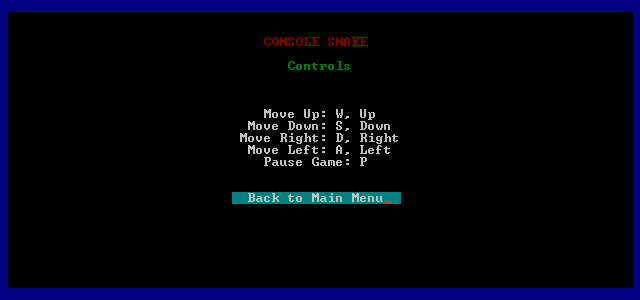 CONSOLE SNAKE
Controls
Move Up: W, Up
Move Down: S, Down
Move Right: D, Right
Move Left: A, Left
Pause Game: P
Back to Main Menu_